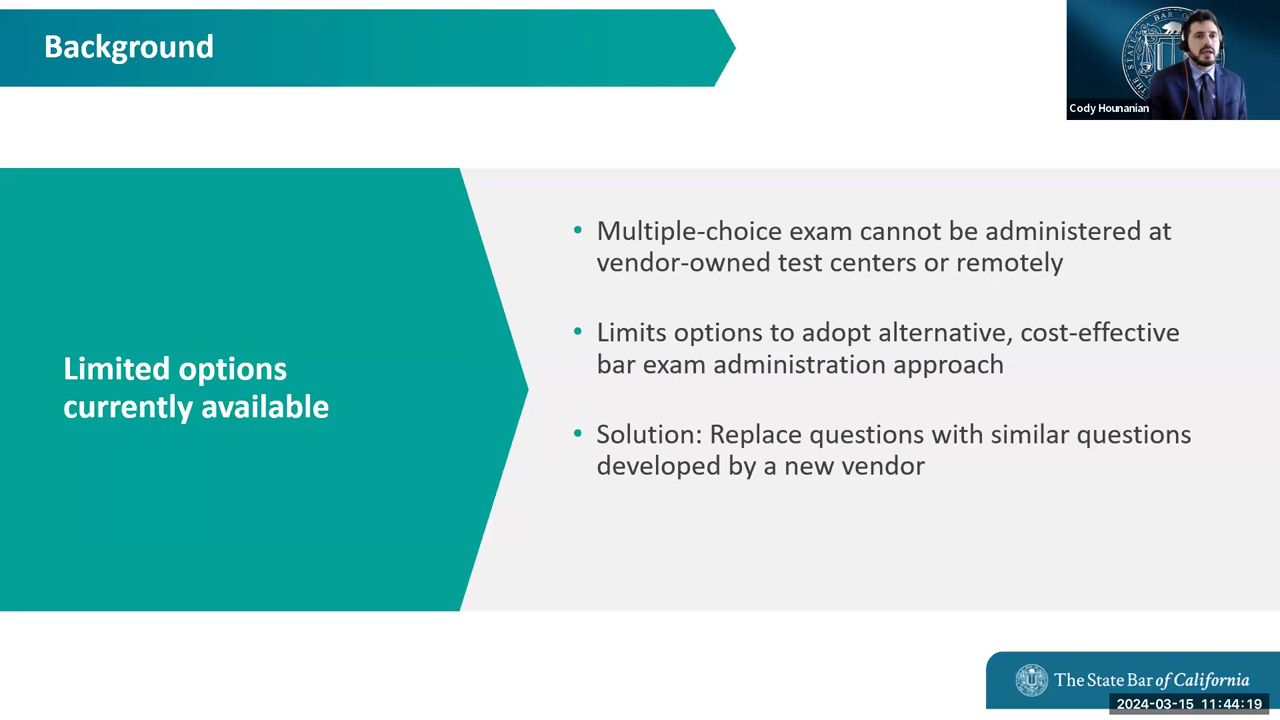 Background
Cody Hounanian
Limited options
currently available
• Multiple-choice exam cannot be administered at
vendor-owned test centers or remotely
• Limits options to adopt alternative, cost-effective
bar exam administration approach
• Solution: Replace questions with similar questions
developed by a new vendor
The State Bar of California
2024-03-15 11:44:19